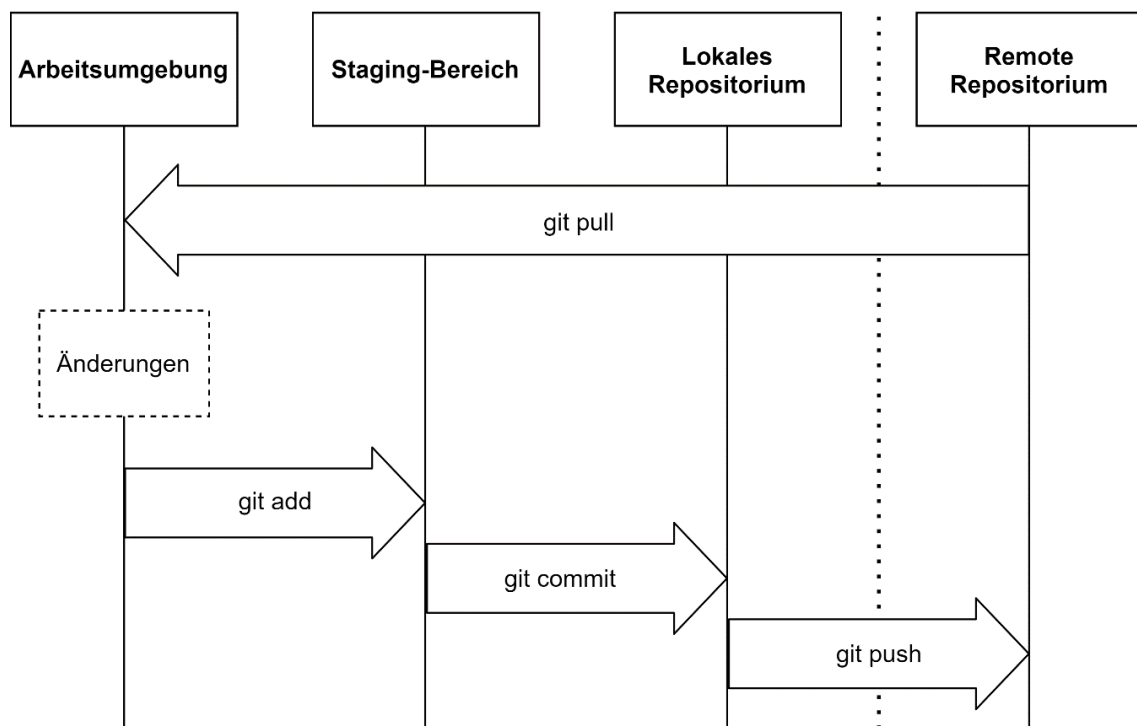 Arbeitsumgebung
Staging-Bereich
Lokales
Repositorium
Remote
Repositorium
git pull
Änderungen
git add
git commit
git push